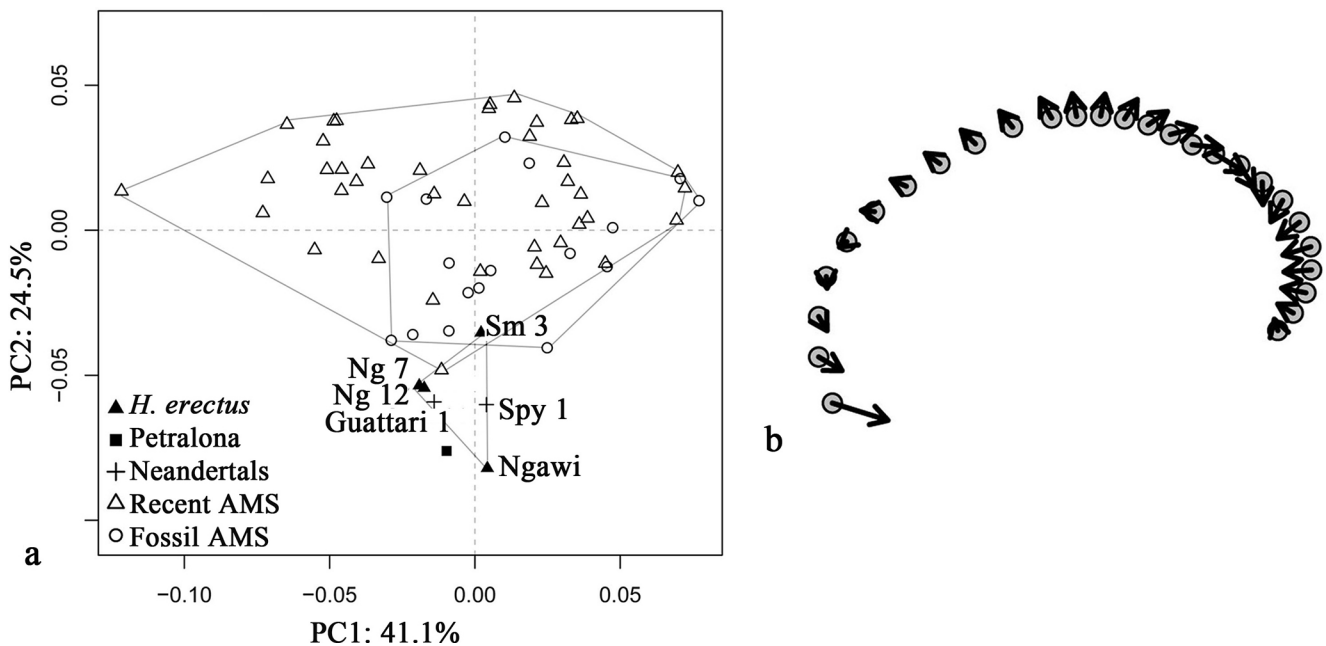 0.05
0.00
−0.05
PC2: 24.5%
Sm 3
Ng 7
Ng 12
Guattari 1
Spy 1
Ngawi
H. erectus
Petralona
Neandertals
Recent AMS
Fossil AMS
a
−0.10 −0.05 0.00 0.05
PC1: 41.1%
b